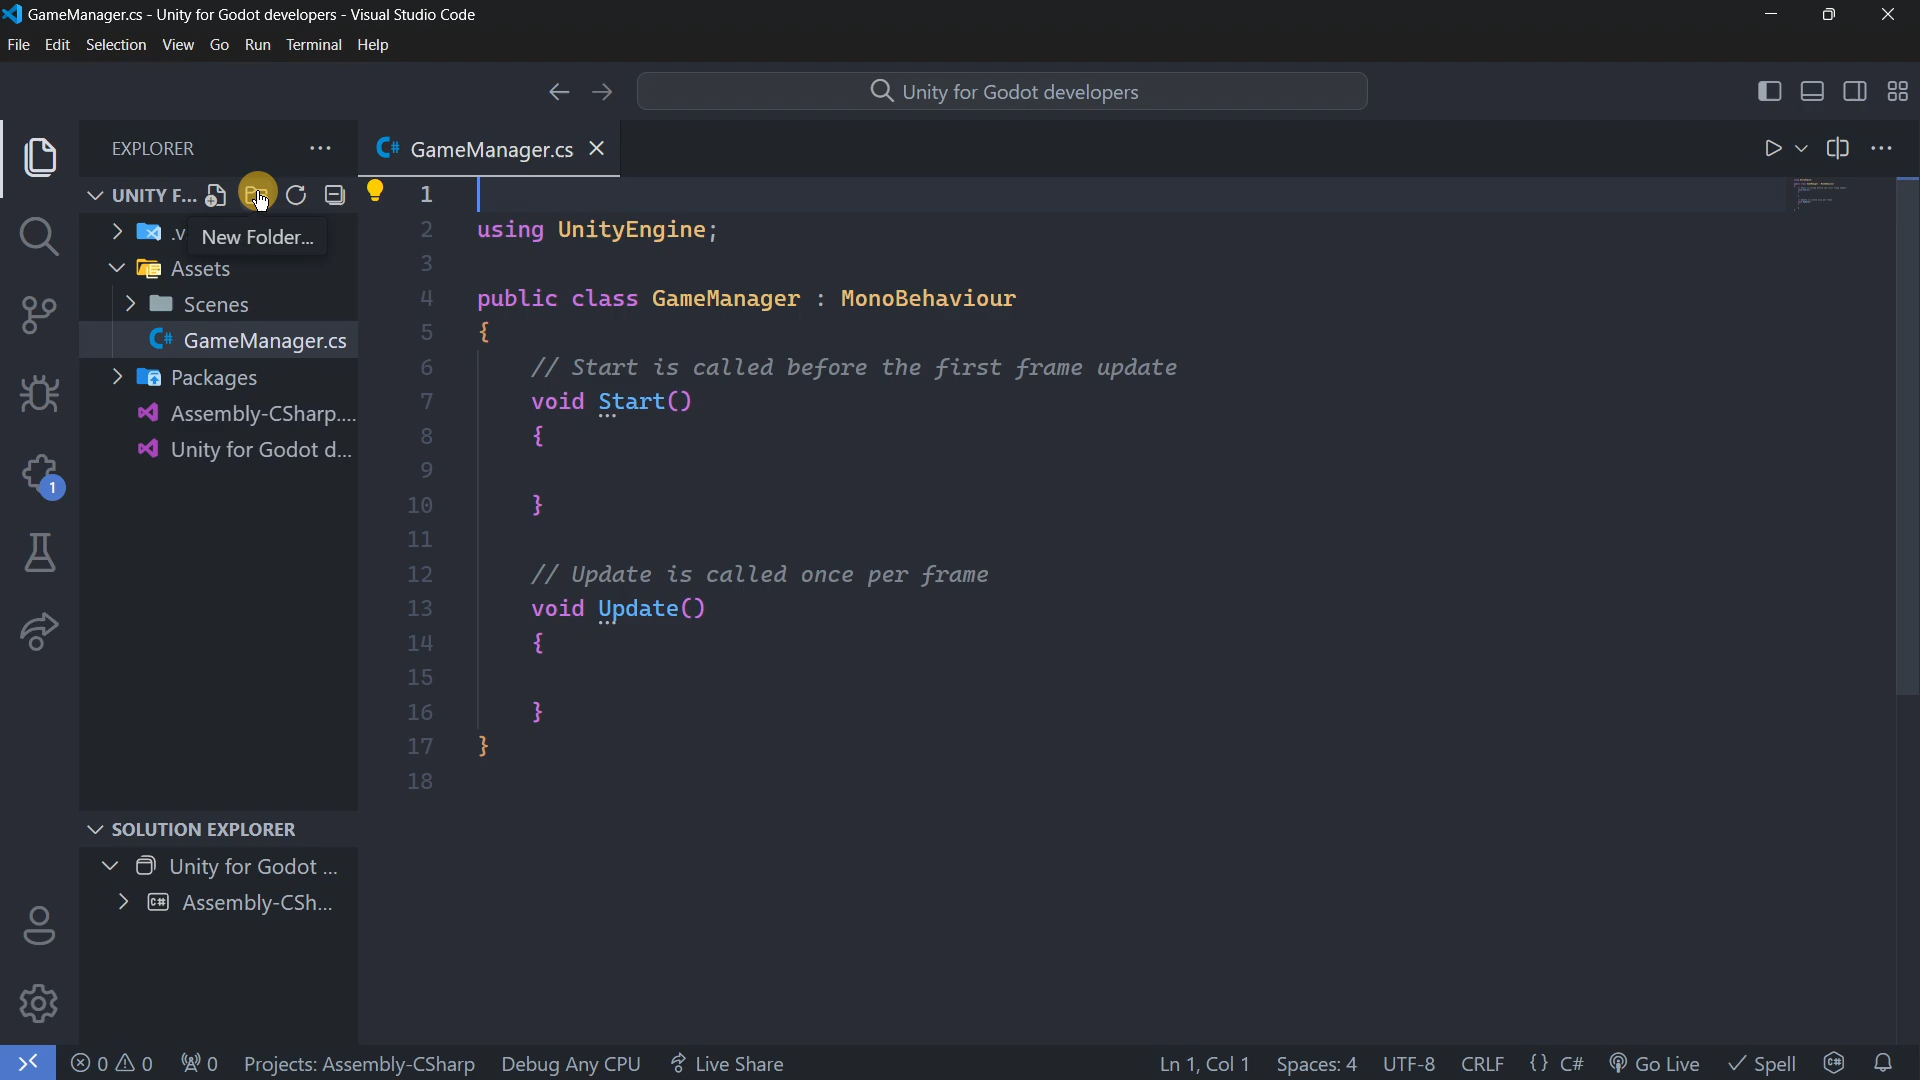 GameManager.cs - Unity for Godot developers - Visual Studio Code
File Edit Selection View Go Run Terminal Help
Unity for Godot developers
EXPLORER
GameManager.cs
UNITY F...
.v
New Folder...
Assets
Scenes
GameManager.cs
Packages
Assembly-CSharp....
Unity for Godot d...
1
SOLUTION EXPLORER
Unity for Godot ...
Assembly-CSh...
1
2 using UnityEngine;
3
4 public class GameManager : MonoBehaviour
5 {
6 // Start is called before the first frame update
7 void Start()
8 {
9
10 }
11
12 // Update is called once per frame
13 void Update()
14 {
15
16 }
17 }
18
0 0 0 Projects: Assembly-CSharp Debug Any CPU Live Share Ln 1, Col 1 Spaces: 4 UTF-8 CRLF {} C# Go Live Spell